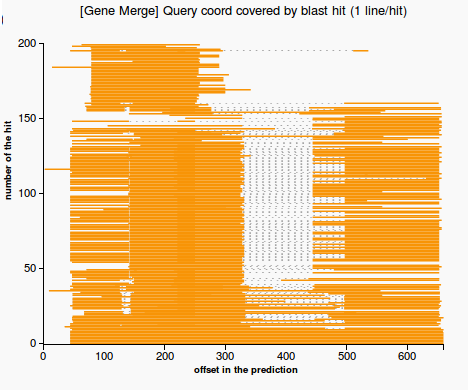 [Gene Merge] Query coord covered by blast hit (1 line/hit)
200
150
100
50
0
number of the hit
0 100 200 300 400 500 600
offset in the prediction